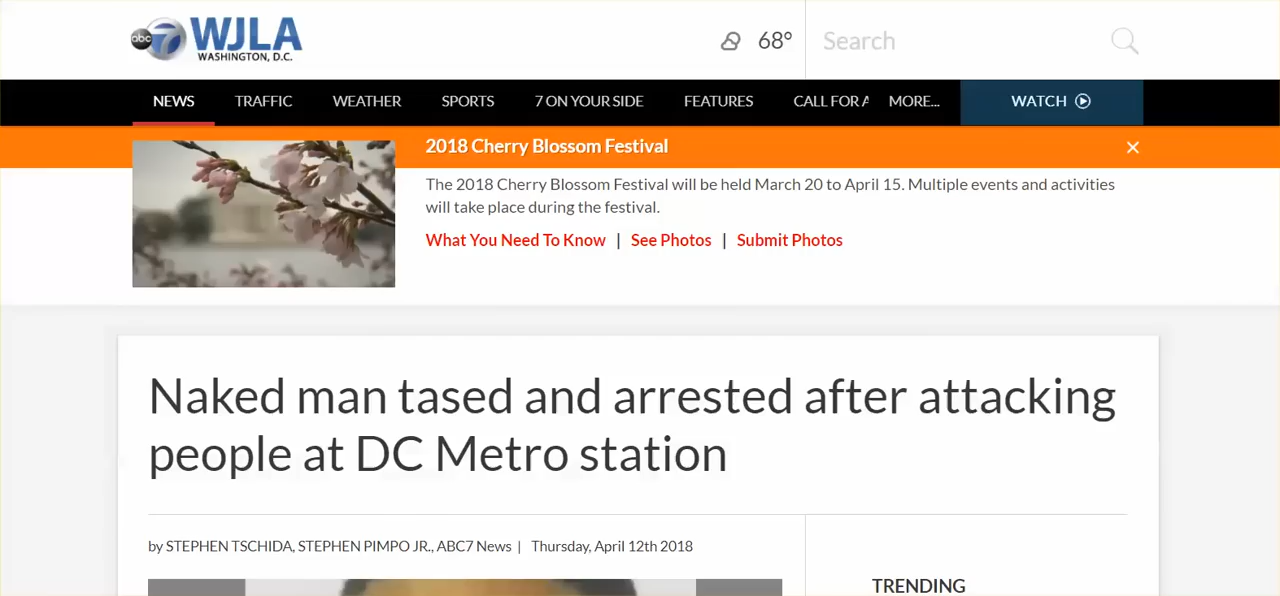 abc 7 WJLA
WASHINGTON, D.C.
68°
Search
NEWS TRAFFIC WEATHER SPORTS 7 ON YOUR SIDE FEATURES CALL FOR A MORE... WATCH
2018 Cherry Blossom Festival
The 2018 Cherry Blossom Festival will be held March 20 to April 15. Multiple events and activities
will take place during the festival.
What You Need To Know | See Photos | Submit Photos
Naked man tased and arrested after attacking
people at DC Metro station
by STEPHEN TSCHIDA, STEPHEN PIMPO JR., ABC7 News | Thursday, April 12th 2018
TRENDING